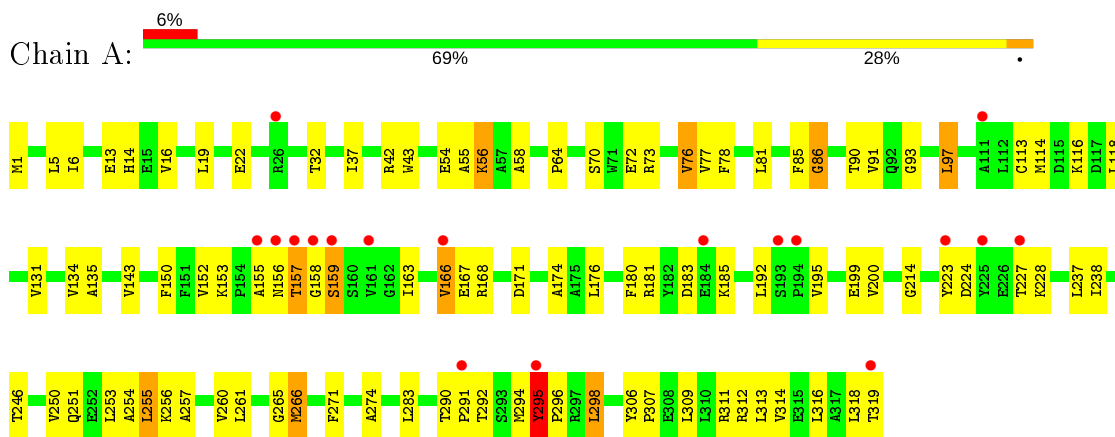 6%
Chain A:
69% 28% •
M1 L5 I6 E13 H14 E15 V16 L19 E22 R26 T32 I37 R42 W43 E54 A55 K56 A57 A58 P64 S70 W71 E72 R73 V76 V77 F78 L81 F85 G86 T90 V91 Q92 G93 L97 A111 L112 C113 M114 D115 K116 D117 L118
V131 V134 A135 V143 F150 F151 V152 K153 P154 A155 N156 T157 G158 S159 S160 V161 G162 I163 V166 E167 R168 D171 A174 A175 L176 F180 R181 Y182 D183 E184 K185 L192 S193 P194 V195 E199 V200 G214 Y223 D224 Y225 E226 T227 K228 L237 I238
T246 V250 Q251 E252 L253 A254 L255 K256 A257 V260 L261 G265 M266 F271 A274 L283 T290 P291 T292 S293 M294 Y295 P296 R297 L298 Y306 P307 E308 L309 L310 R311 R312 L313 V314 E315 L316 A317 L318 T319